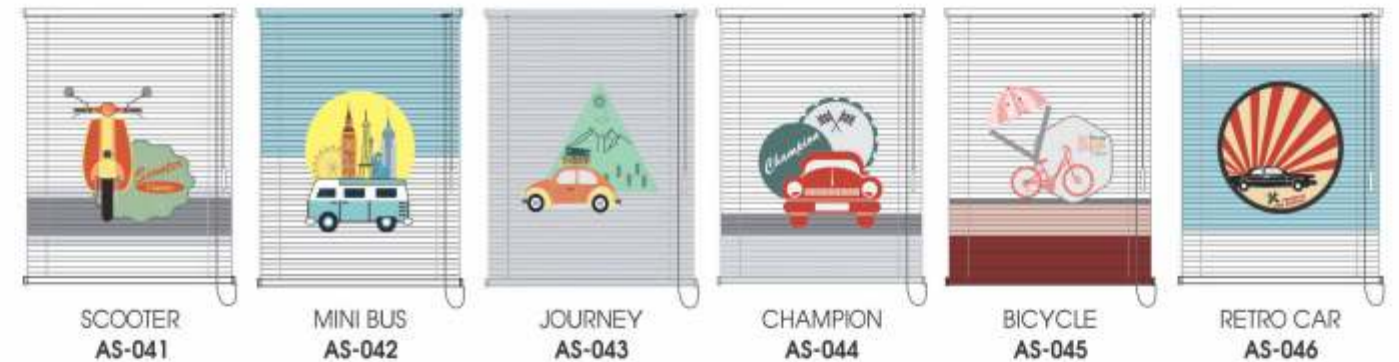 Scooter
Champion
SCOOTER
AS-041
MINI BUS
AS-042
JOURNEY
AS-043
CHAMPION
AS-044
BICYCLE
AS-045
RETRO CAR
AS-046